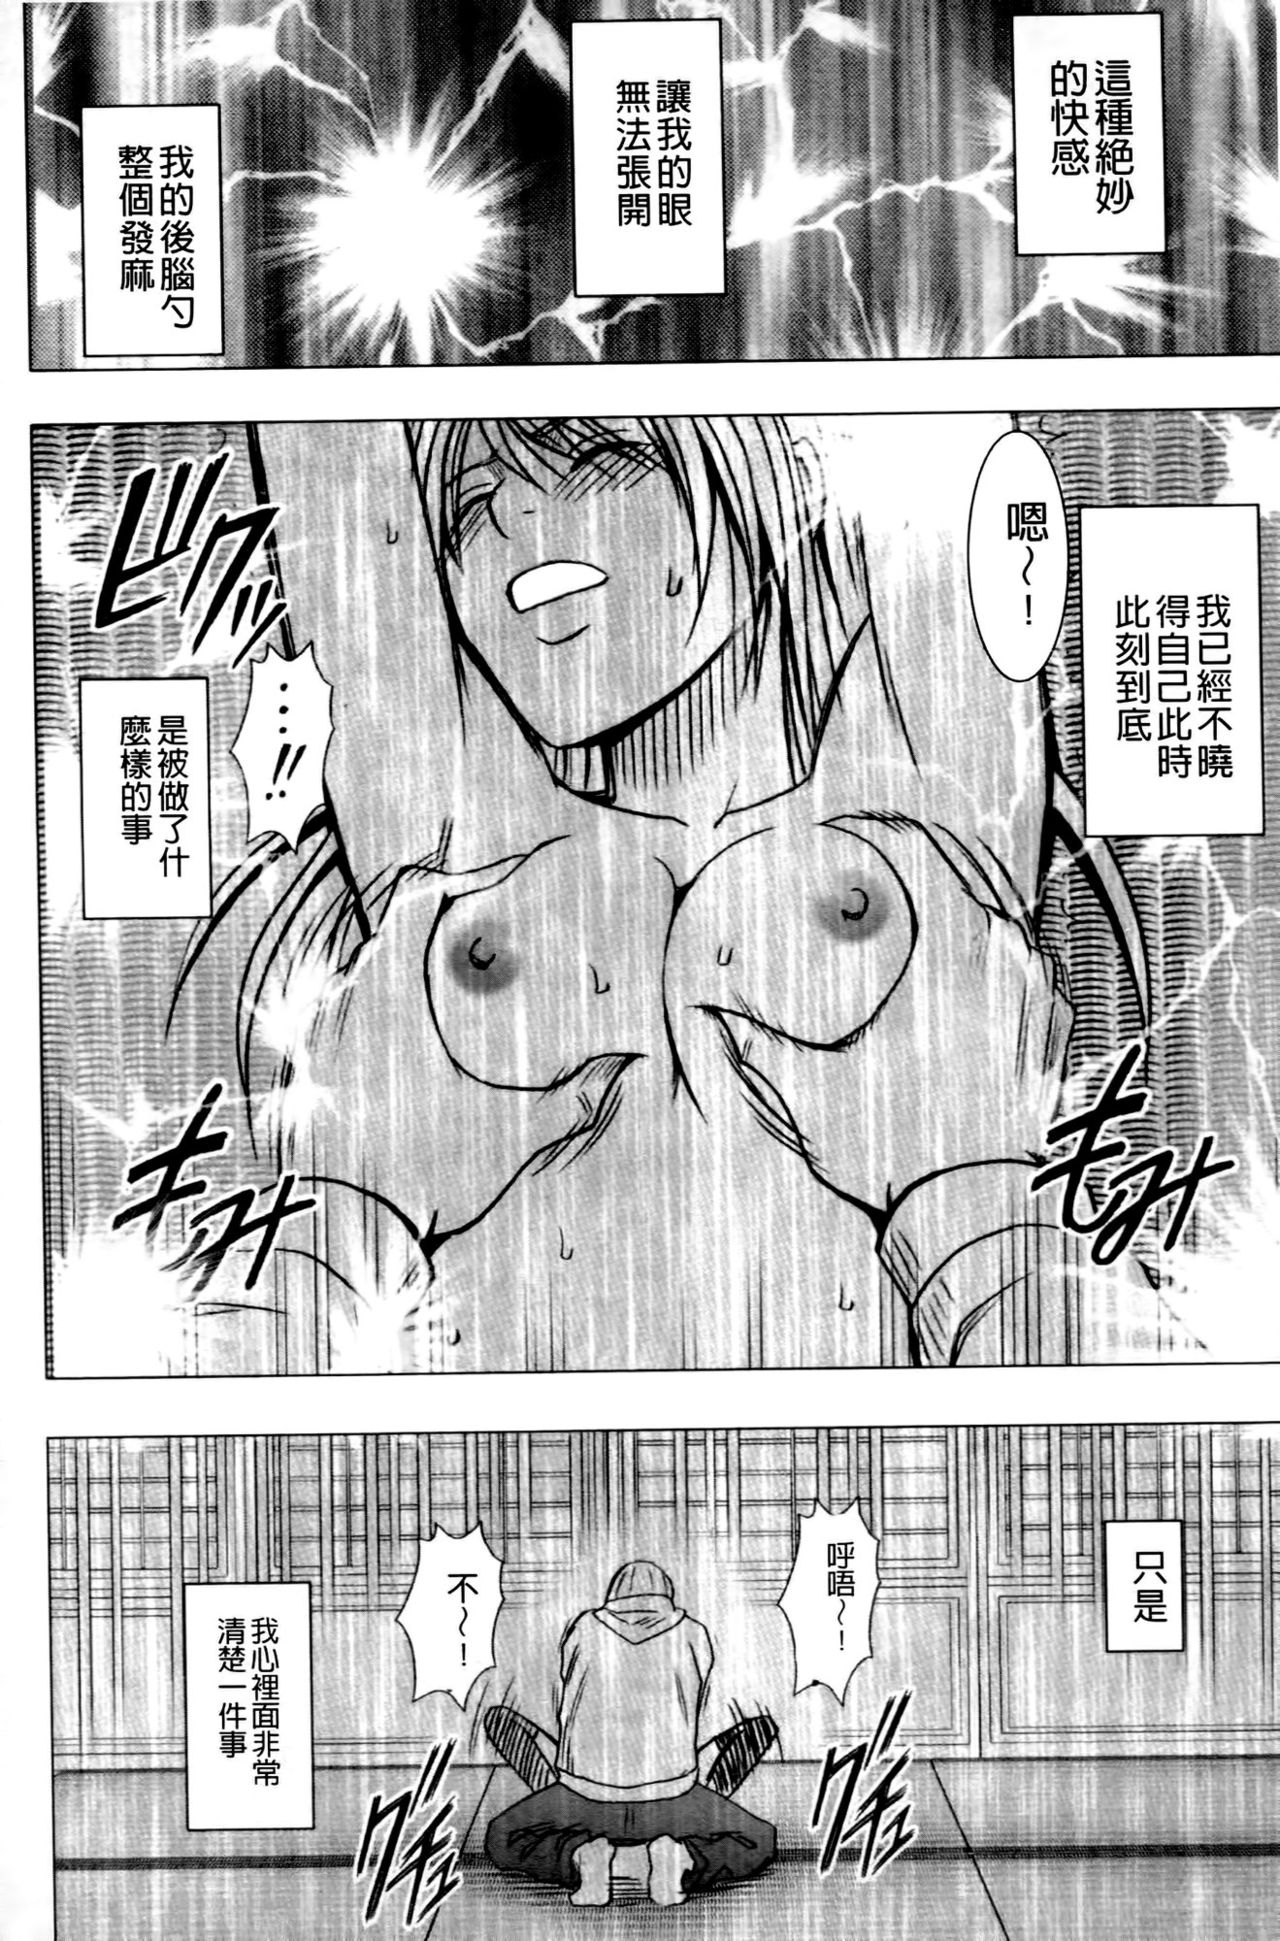 這種絕妙
的快感
讓我的眼
無法張開
我的後腦勺
整個發麻
我已經不曉
得自己此時
此刻到底
嗯～！
ビクッ
…!!
是被做了什
麼樣的事
モミ
モミ
只是
呼唔～！
不～！
我心裡面非常
清楚一件事
グチュ
グチュ